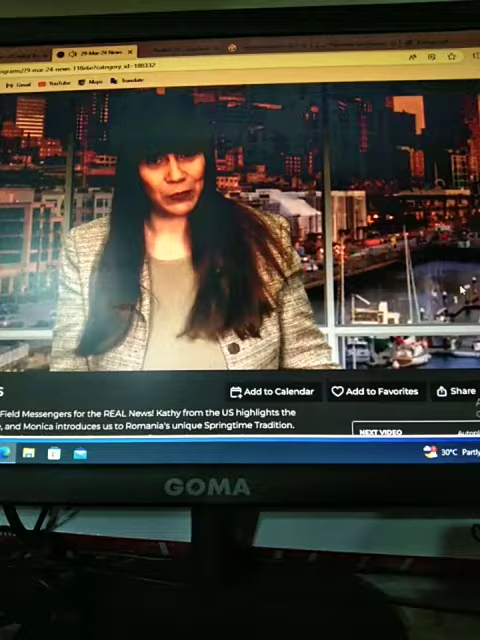 29-Mar-24 News
Gmail YouTube Maps Translate
S
Add to Calendar Add to Favorites Share
Field Messengers for the REAL News! Kathy from the US highlights the
, and Monica introduces us to Romania's unique Springtime Tradition.
NEXT VIDEO
30°C Partly
GOMA